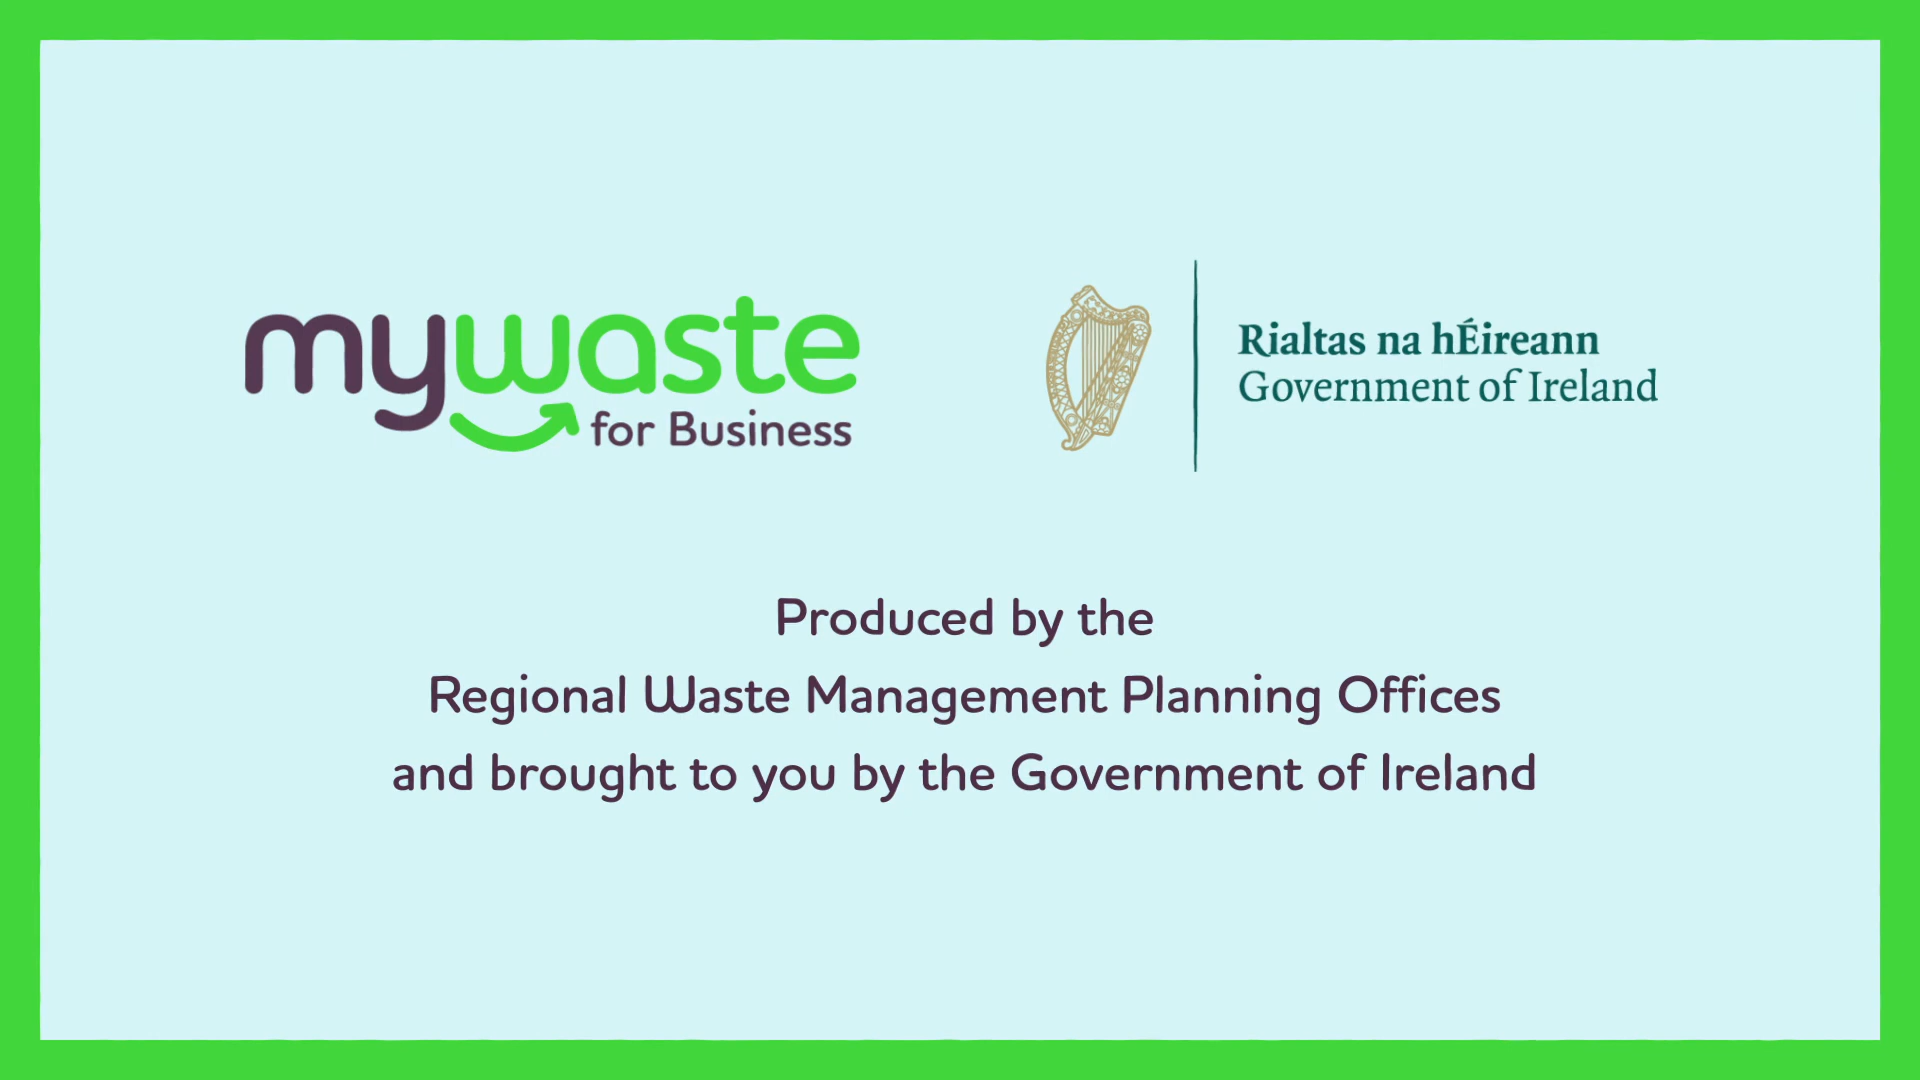 mywaste
for Business
Rialtas na hÉireann
Government of Ireland
Produced by the
Regional Waste Management Planning Offices
and brought to you by the Government of Ireland